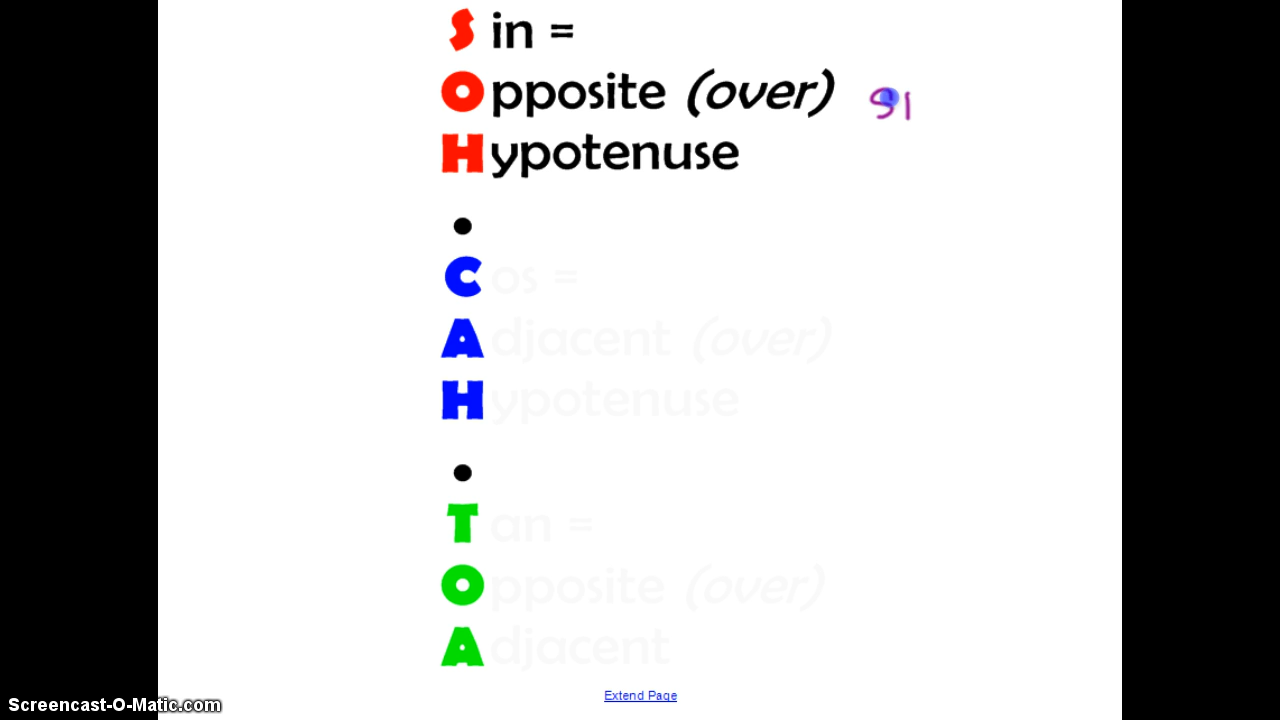 Sin =
Opposite (over)
Hypotenuse
•
Cos =
Adjacent (over)
Hypotenuse
•
Tan =
Opposite (over)
Adjacent
Extend Page
Screencast-O-Matic.com